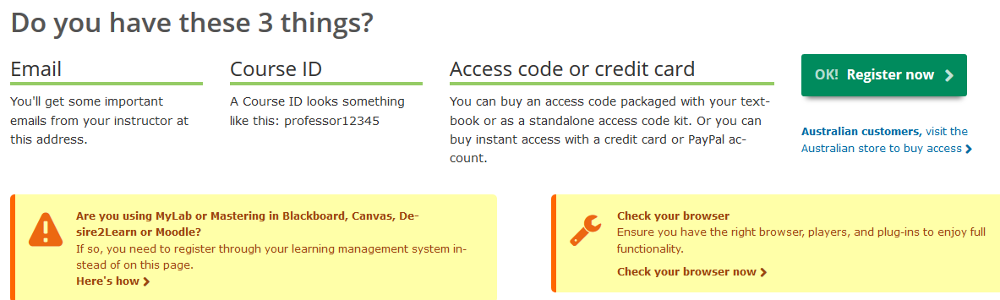 Do you have these 3 things?
Email
You'll get some important
emails from your instructor at
this address.
Course ID
A Course ID looks something
like this: professor12345
Access code or credit card
You can buy an access code packaged with your text-
book or as a standalone access code kit. Or you can
buy instant access with a credit card or PayPal ac-
count.
OK! Register now
Australian customers, visit the
Australian store to buy access
Are you using MyLab or Mastering in Blackboard, Canvas, De-
sire2Learn or Moodle?
If so, you need to register through your learning management system in-
stead of on this page.
Here's how
Check your browser
Ensure you have the right browser, players, and plug-ins to enjoy full
functionality.
Check your browser now